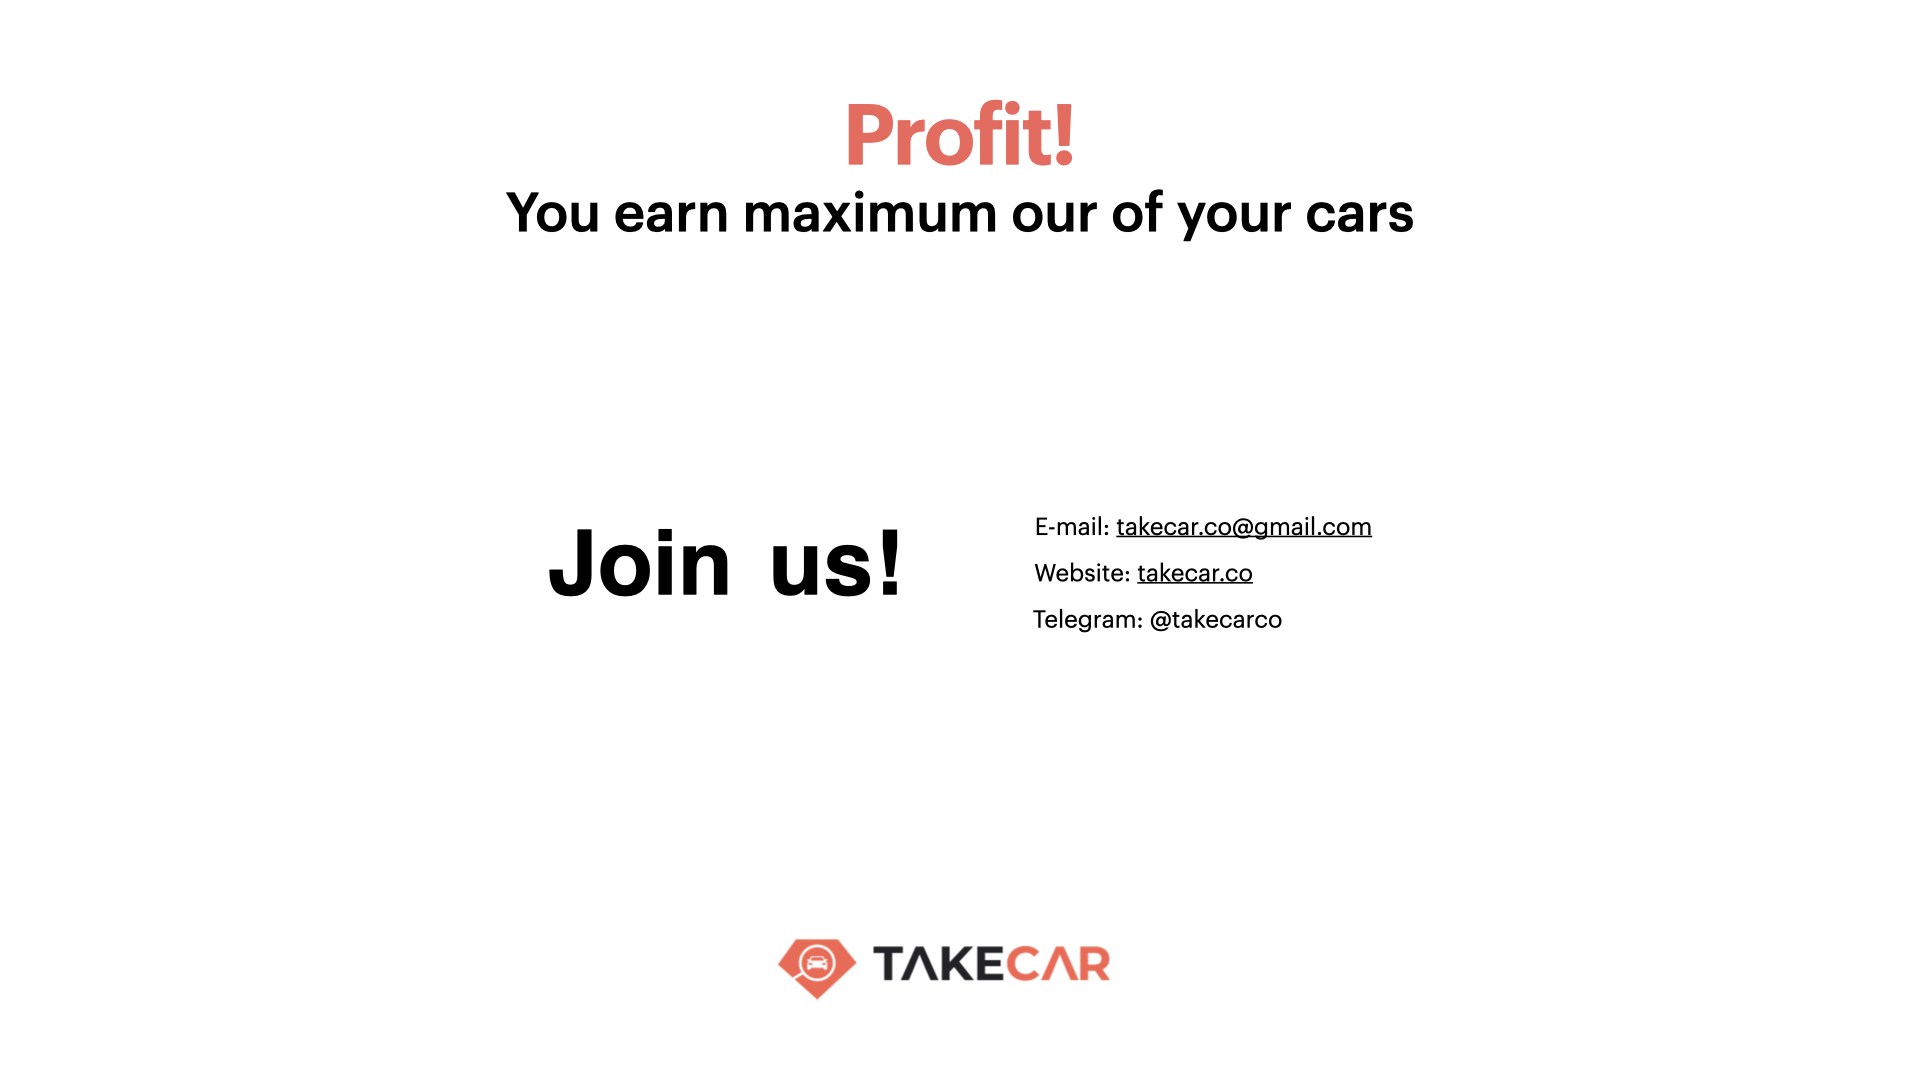 Profit!
You earn maximum our of your cars
Join us!
E-mail: takecar.co@gmail.com
Website: takecar.co
Telegram: @takecarco
TAKECAR